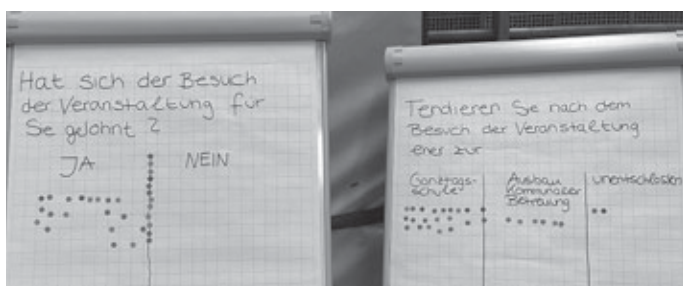 Hat sich der Besuch
der Veranstaltung für
Sie gelohnt ?
JA
NEIN
Tendieren Sie nach dem
Besuch der Veranstaltung
eher zur
Ganztags-
schule
Ausbau
Kommunaler
Betreuung
unentschlossen